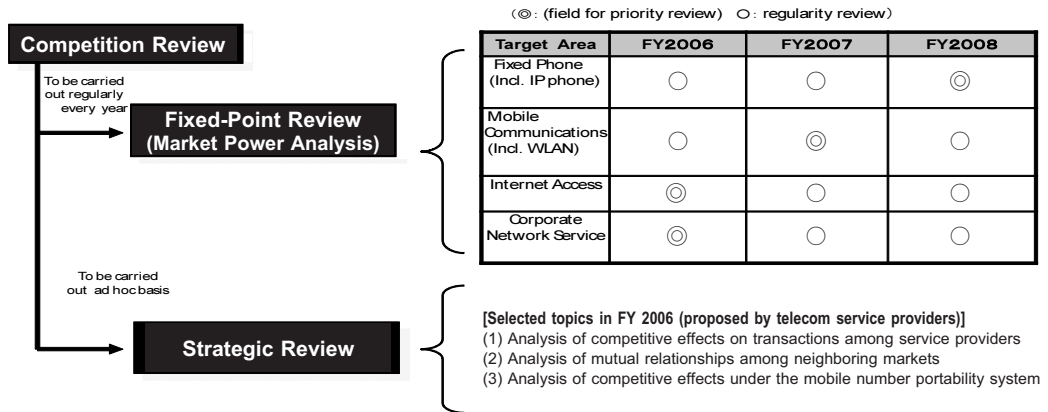 （◎: (field for priority review) ○: regularity review）
Competition Review
To be carried
out regularly
every year
Fixed-Point Review
(Market Power Analysis)
Target Area FY2006 FY2007 FY2008
Fixed Phone
(Incl. IP phone) ○ ○ ◎
Mobile
Communications
(Incl. WLAN) ○ ◎ ○
Internet Access ◎ ○ ○
Corporate
Network Service ◎ ○ ○
To be carried
out ad hoc basis
Strategic Review
[Selected topics in FY 2006 (proposed by telecom service providers)]
(1) Analysis of competitive effects on transactions among service providers
(2) Analysis of mutual relationships among neighboring markets
(3) Analysis of competitive effects under the mobile number portability system